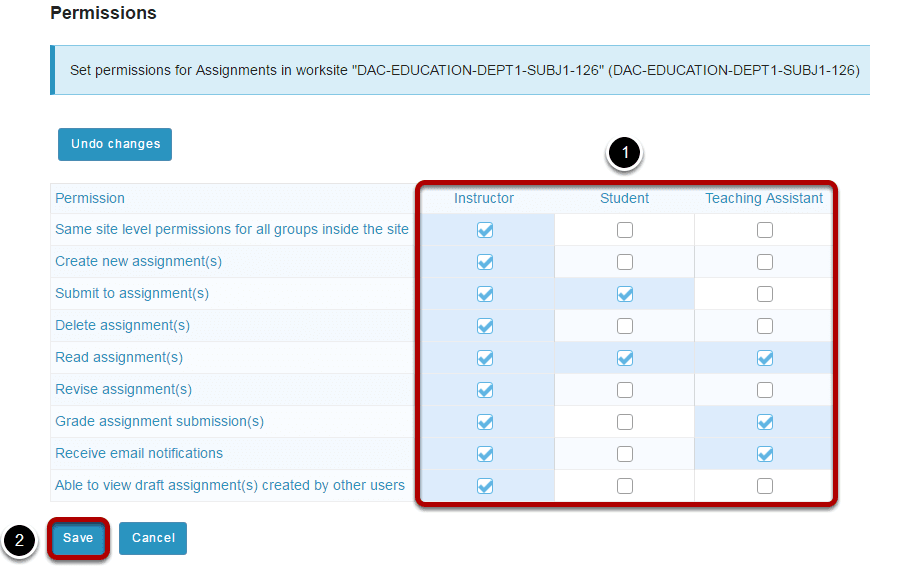 Permissions
Set permissions for Assignments in worksite "DAC-EDUCATION-DEPT1-SUBJ1-126" (DAC-EDUCATION-DEPT1-SUBJ1-126)
Undo changes
1
Permission Instructor Student Teaching Assistant
Same site level permissions for all groups inside the site
Create new assignment(s)
Submit to assignment(s)
Delete assignment(s)
Read assignment(s)
Revise assignment(s)
Grade assignment submission(s)
Receive email notifications
Able to view draft assignment(s) created by other users
2 Save Cancel